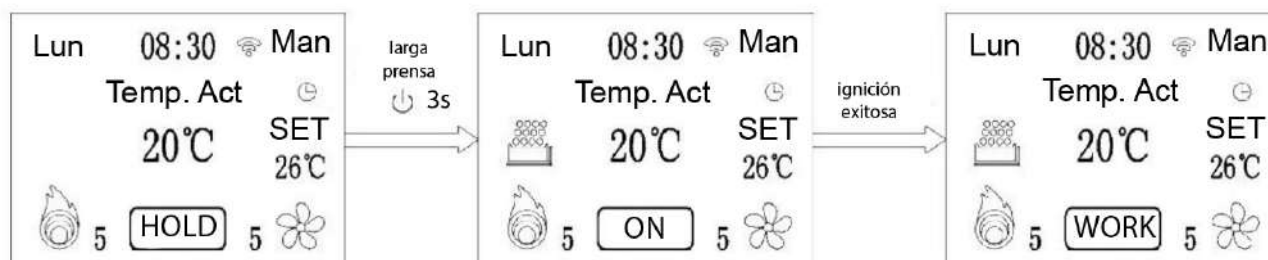 Lun 08:30 Man
Temp. Act
20℃
SET
26℃
5 HOLD 5
larga
prensa
3s
Lun 08:30 Man
Temp. Act
20℃
SET
26℃
5 ON 5
ignición
exitosa
Lun 08:30 Man
Temp. Act
20℃
SET
26℃
5 WORK 5